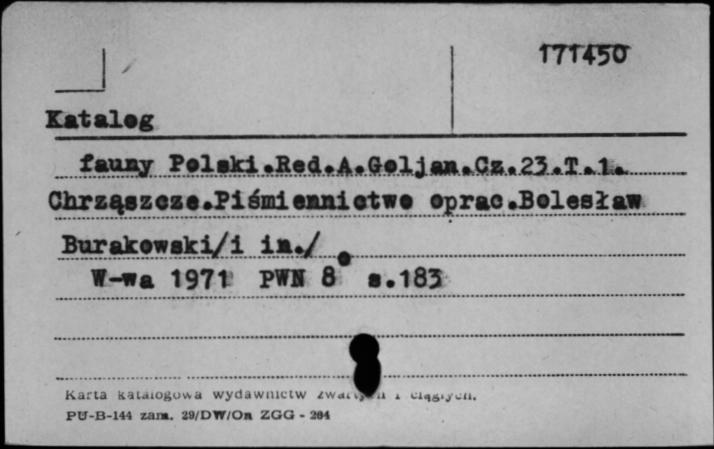 171450
Katalog
fauny Polski.Red.A.Goljan.Cz.23.T.1.
Chrząszcze.Piśmiennictwo oprac.Bolesław
Burakowski/i in./
W-wa 1971 PWN 8° s.183
Karta katalogowa wydawnictw zwartych i ciągłych.
PU-B-144 zam. 29/DW/On ZGG - 264